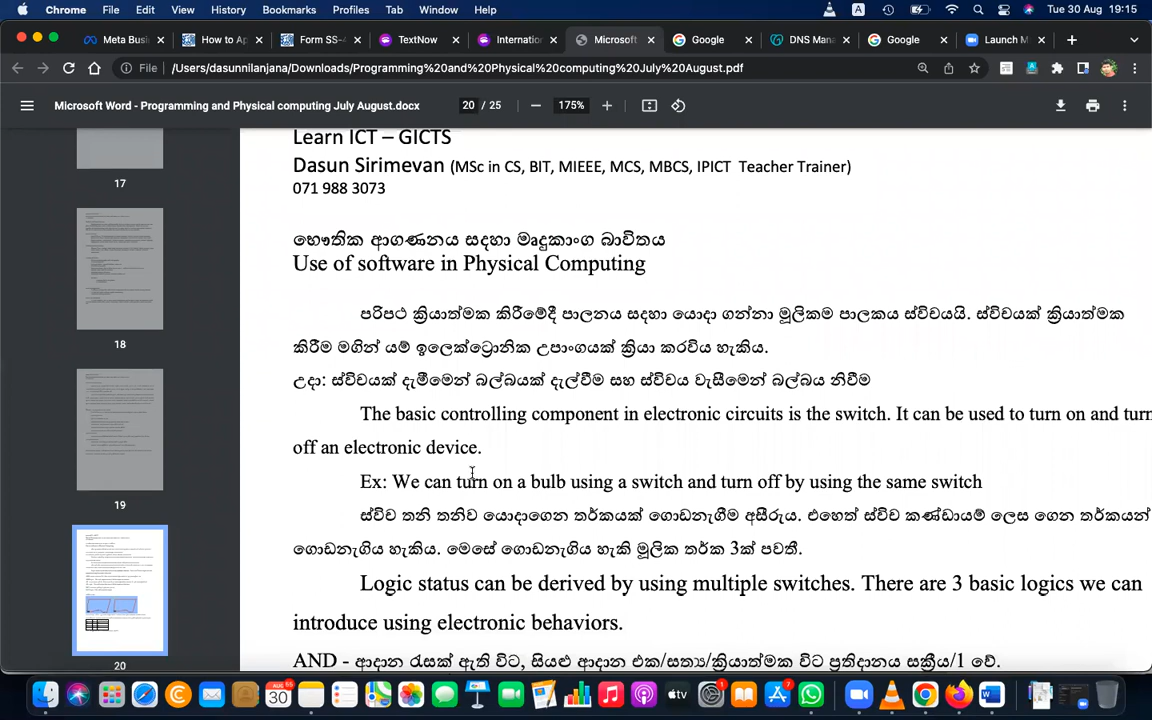 Chrome File Edit View History Bookmarks Profiles Tab Window Help A Tue 30 Aug 19:15
Meta Busi How to Ap Form SS-4 TextNow Internatio Microsoft Google DNS Mana Google Launch M
File /Users/dasunnilanjana/Downloads/Programming%20and%20Physical%20computing%20July%20August.pdf
Microsoft Word - Programming and Physical computing July August.docx 20 / 25 175%
17
18
19
20
Learn ICT – GICTS
Dasun Sirimevan (MSc in CS, BIT, MIEEE, MCS, MBCS, IPICT Teacher Trainer)
071 988 3073
භෞතික ආගණනය සදහා මෘදුකාංග බාවිතය
Use of software in Physical Computing
පරිපථ ක්‍රියාත්මක කිරීමේදී පාලනය සදහා යොදා ගන්නා මූලිකම පාලකය ස්විචයයි. ස්විචයක් ක්‍රියාත්මක
කිරීම මගින් යම් ඉලෙක්ට්‍රොනික උපාංගයක් ක්‍රියා කරවිය හැකිය.
උදා: ස්විචයක් දැමීමෙන් බල්බයක් දැල්වීම සහ ස්විචය වැසීමෙන් බල්බය නිවීම
The basic controlling component in electronic circuits is the switch. It can be used to turn on and turn
off an electronic device.
Ex: We can turn on a bulb using a switch and turn off by using the same switch
ස්විච තනි තනිව යොදාගෙන තර්කයක් ගොඩනැගීම අසීරුය. එහෙත් ස්විච කණ්ඩායම් ලෙස ගෙන තර්කයන්
ගොඩනැගිය හැකිය. මෙසේ ගොඩනැගිය හැකි මූලික තර්ක 3ක් පවතී.
Logic status can be derived by using multiple switches. There are 3 basic logics we can
introduce using electronic behaviors.
AND - ආදාන රැසක් ඇති විට, සියළු ආදාන එක/සත්‍ය/ක්‍රියාත්මක විට ප්‍රතිදානය සක්‍රීය/1 වේ.